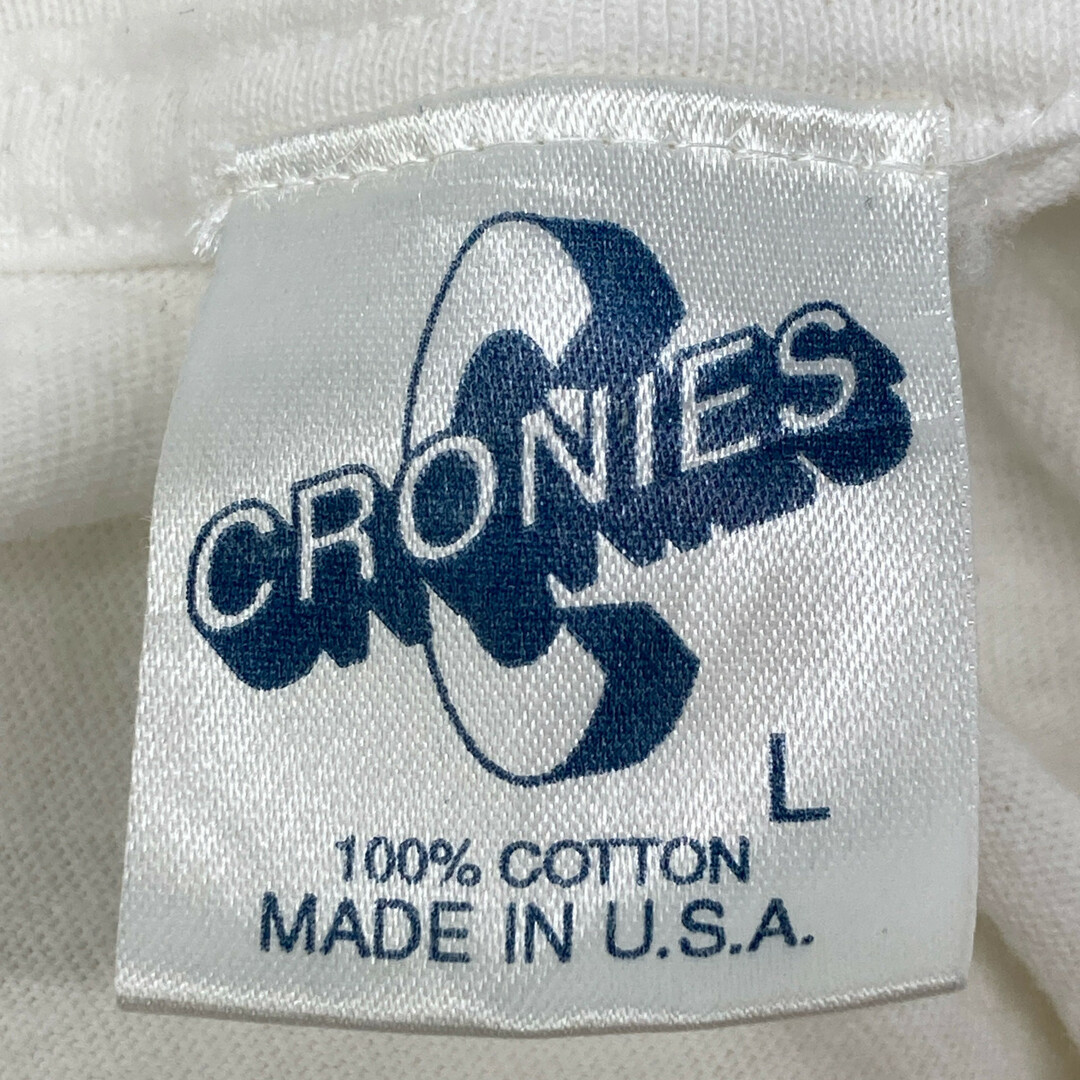 CRONIES
L
100% COTTON
MADE IN U.S.A.